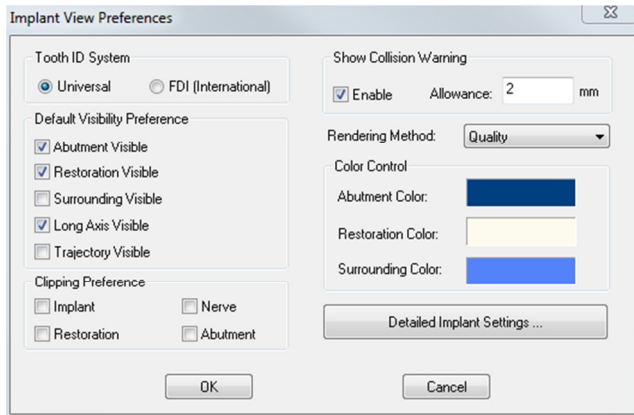 Implant View Preferences
Tooth ID System
Universal
FDI (International)
Default Visibility Preference
Abutment Visible
Restoration Visible
Surrounding Visible
Long Axis Visible
Trajectory Visible
Clipping Preference
Implant
Nerve
Restoration
Abutment
Show Collision Warning
Enable
Allowance: 2 mm
Rendering Method: Quality
Color Control
Abutment Color:
Restoration Color:
Surrounding Color:
Detailed Implant Settings ...
OK
Cancel